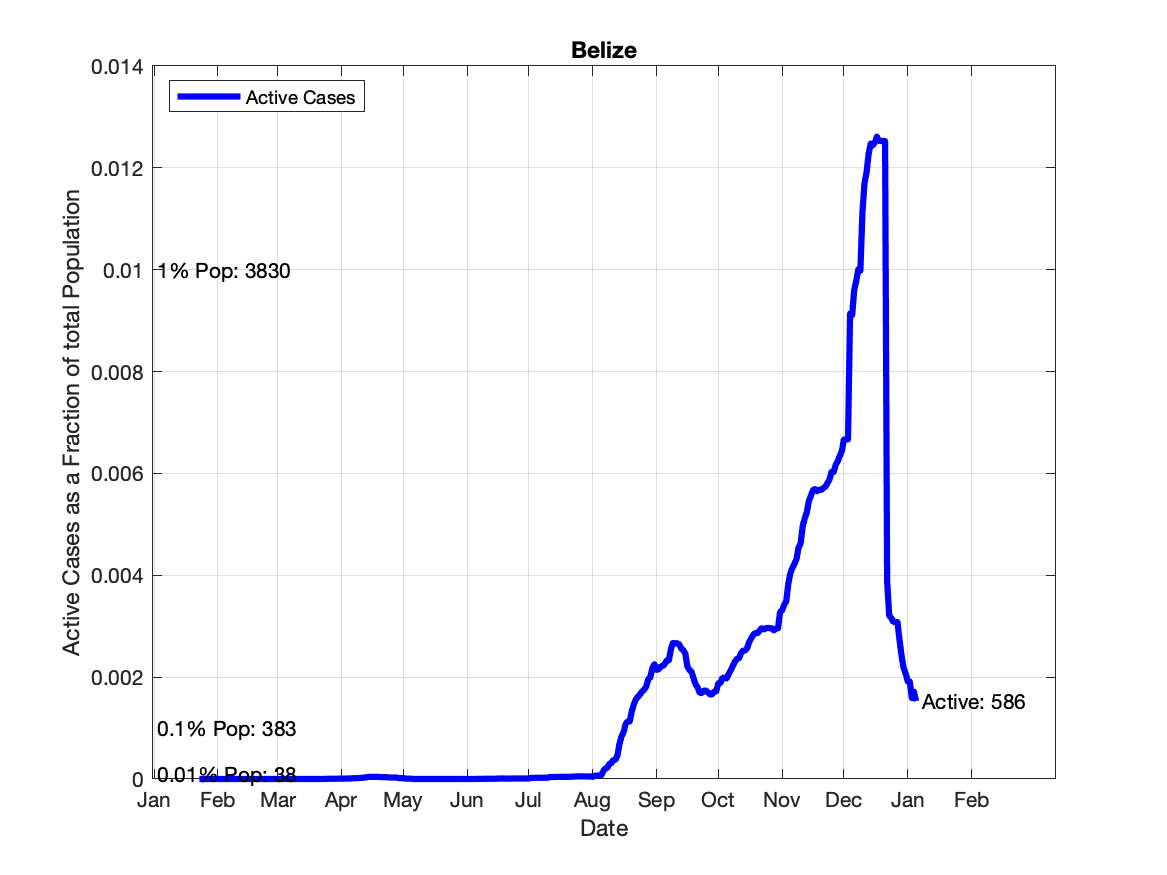 Belize
Active Cases
Active Cases as a Fraction of total Population
0.014
0.012
0.01
0.008
0.006
0.004
0.002
0
1% Pop: 3830
0.1% Pop: 383
0.01% Pop: 38
Active: 586
Jan Feb Mar Apr May Jun Jul Aug Sep Oct Nov Dec Jan Feb
Date